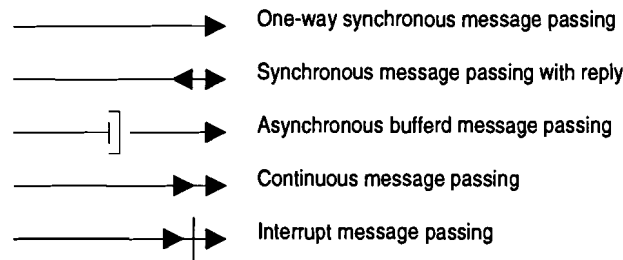 One-way synchronous message passing
Synchronous message passing with reply
Asynchronous bufferd message passing
Continuous message passing
Interrupt message passing